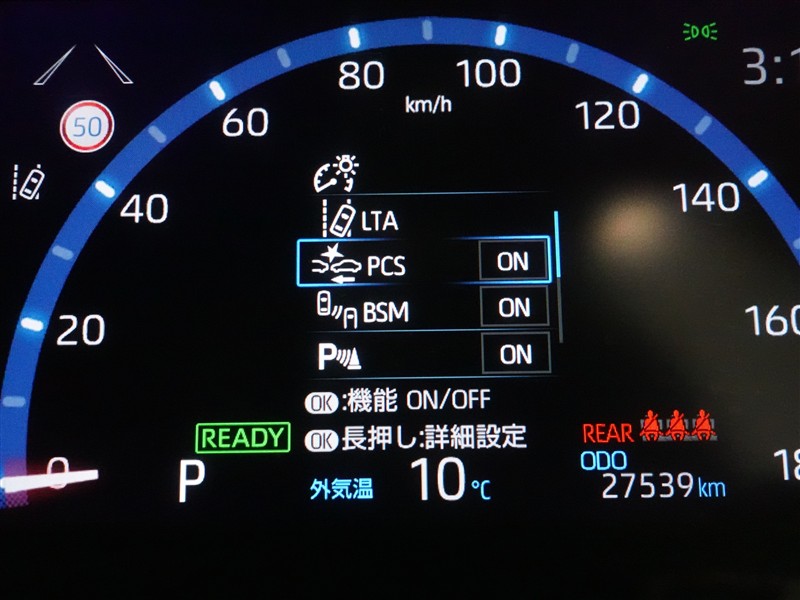 3:1
80
100
km/h
60
120
50
40
140
LTA
PCS ON
BSM ON
20
160
P ON
OK:機能 ON/OFF
OK長押し:詳細設定
READY
REAR
0
P
外気温 10℃
ODO
27539km